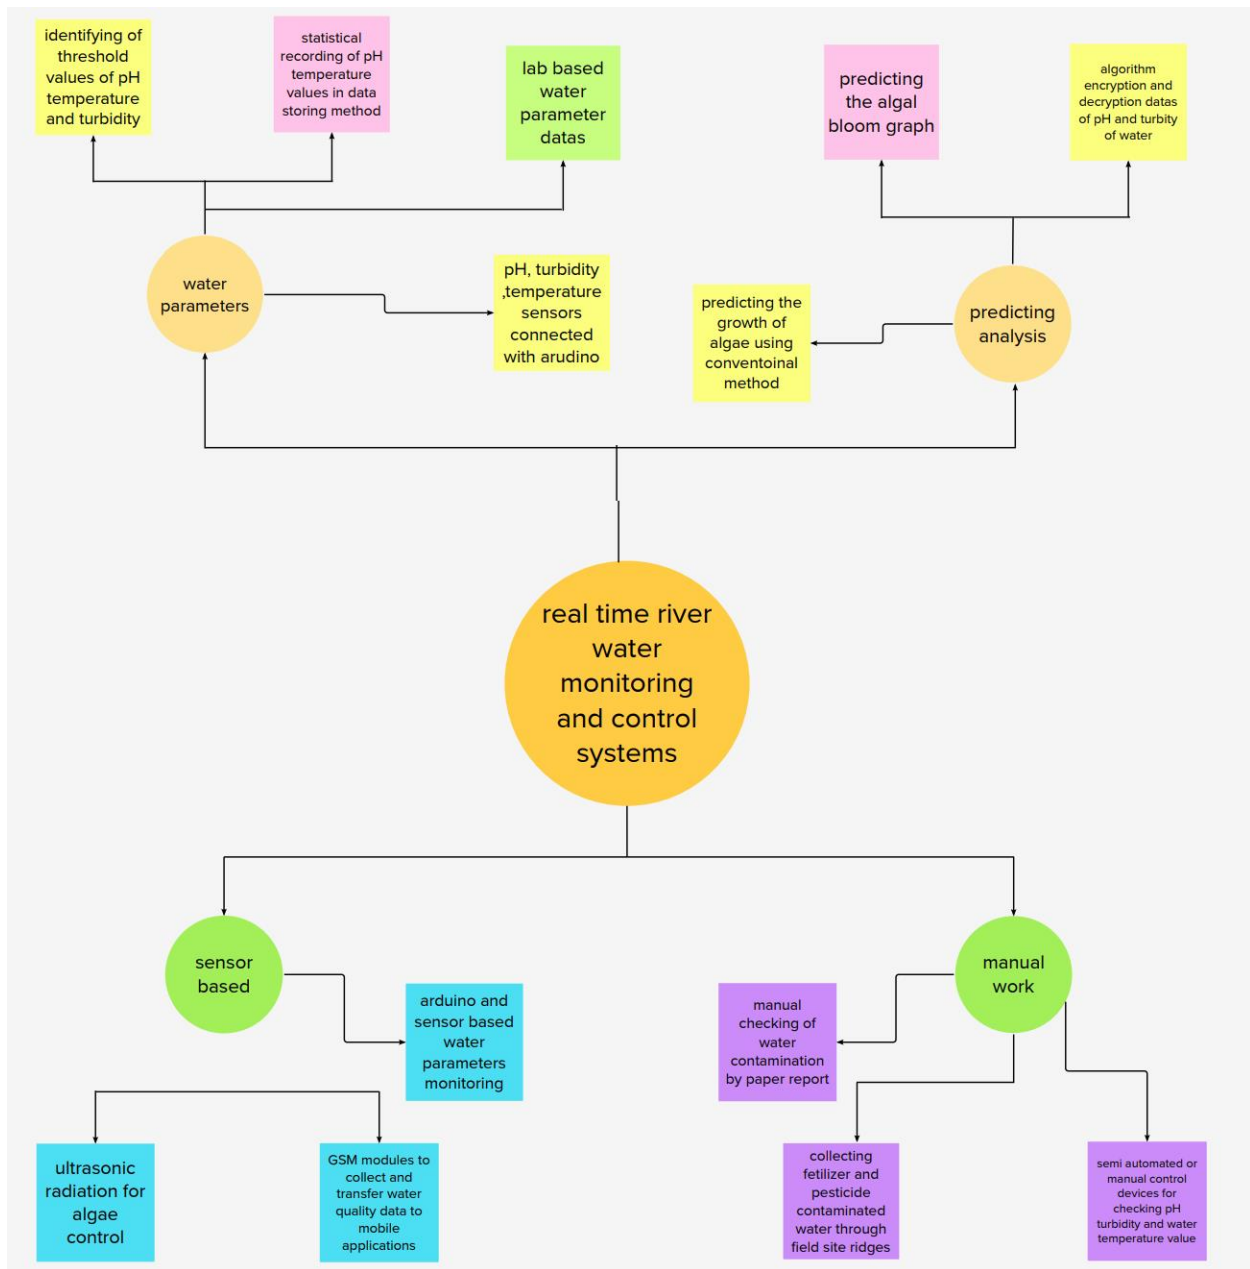 identifying of
threshold
values of pH
temperature
and turbidity
statistical
recording of pH
temperature
values in data
storing method
lab based
water
parameter
datas
predicting
the algal
bloom graph
algorithm
encryption and
decryption datas
of pH and turbity
of water
water
parameters
pH, turbidity
,temperature
sensors
connected
with arudino
predicting the
growth of
algae using
conventoinal
method
predicting
analysis
real time river
water
monitoring
and control
systems
sensor
based
arduino and
sensor based
water
parameters
monitoring
manual
checking of
water
contamination
by paper report
manual
work
ultrasonic
radiation for
algae
control
GSM modules to
collect and
transfer water
quality data to
mobile
applications
collecting
fetilizer and
pesticide
contaminated
water through
field site ridges
semi automated or
manual control
devices for
checking pH
turbidity and water
temperature value